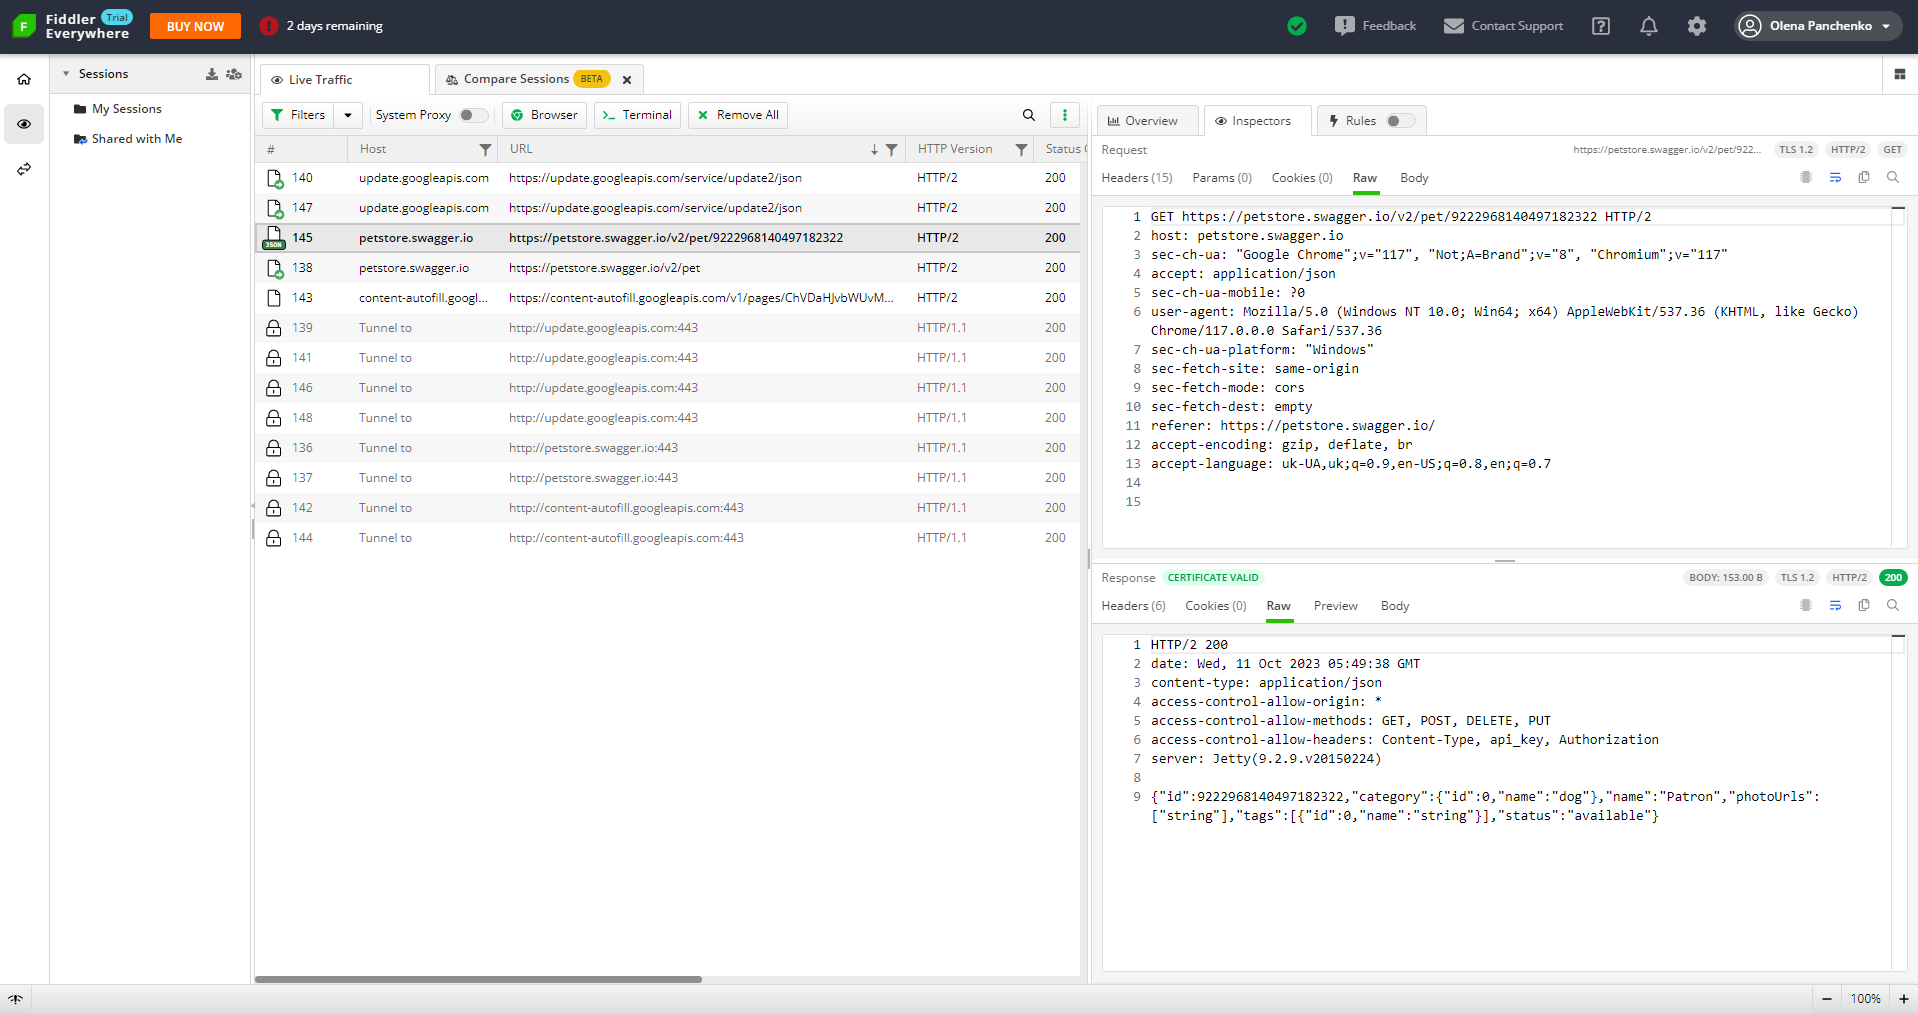 Fiddler Trial
Everywhere
BUY NOW
2 days remaining
Feedback
Contact Support
Olena Panchenko
Sessions
My Sessions
Shared with Me
Live Traffic
Compare Sessions BETA
Filters
System Proxy
Browser
Terminal
Remove All
# Host URL HTTP Version Status C
140 update.googleapis.com https://update.googleapis.com/service/update2/json HTTP/2 200
147 update.googleapis.com https://update.googleapis.com/service/update2/json HTTP/2 200
JSON 145 petstore.swagger.io https://petstore.swagger.io/v2/pet/9222968140497182322 HTTP/2 200
138 petstore.swagger.io https://petstore.swagger.io/v2/pet HTTP/2 200
143 content-autofill.googl... https://content-autofill.googleapis.com/v1/pages/ChVDaHJvbWUvM... HTTP/2 200
139 Tunnel to http://update.googleapis.com:443 HTTP/1.1 200
141 Tunnel to http://update.googleapis.com:443 HTTP/1.1 200
146 Tunnel to http://update.googleapis.com:443 HTTP/1.1 200
148 Tunnel to http://update.googleapis.com:443 HTTP/1.1 200
136 Tunnel to http://petstore.swagger.io:443 HTTP/1.1 200
137 Tunnel to http://petstore.swagger.io:443 HTTP/1.1 200
142 Tunnel to http://content-autofill.googleapis.com:443 HTTP/1.1 200
144 Tunnel to http://content-autofill.googleapis.com:443 HTTP/1.1 200
Overview
Inspectors
Rules
Request https://petstore.swagger.io/v2/pet/922... TLS 1.2 HTTP/2 GET
Headers (15) Params (0) Cookies (0) Raw Body
1 GET https://petstore.swagger.io/v2/pet/9222968140497182322 HTTP/2
2 host: petstore.swagger.io
3 sec-ch-ua: "Google Chrome";v="117", "Not;A=Brand";v="8", "Chromium";v="117"
4 accept: application/json
5 sec-ch-ua-mobile: ?0
6 user-agent: Mozilla/5.0 (Windows NT 10.0; Win64; x64) AppleWebKit/537.36 (KHTML, like Gecko)
Chrome/117.0.0.0 Safari/537.36
7 sec-ch-ua-platform: "Windows"
8 sec-fetch-site: same-origin
9 sec-fetch-mode: cors
10 sec-fetch-dest: empty
11 referer: https://petstore.swagger.io/
12 accept-encoding: gzip, deflate, br
13 accept-language: uk-UA,uk;q=0.9,en-US;q=0.8,en;q=0.7
14
15
Response CERTIFICATE VALID BODY: 153.00 B TLS 1.2 HTTP/2 200
Headers (6) Cookies (0) Raw Preview Body
1 HTTP/2 200
2 date: Wed, 11 Oct 2023 05:49:38 GMT
3 content-type: application/json
4 access-control-allow-origin: *
5 access-control-allow-methods: GET, POST, DELETE, PUT
6 access-control-allow-headers: Content-Type, api_key, Authorization
7 server: Jetty(9.2.9.v20150224)
8
9 {"id":9222968140497182322,"category":{"id":0,"name":"dog"},"name":"Patron","photoUrls":
["string"],"tags":[{"id":0,"name":"string"}],"status":"available"}
100%